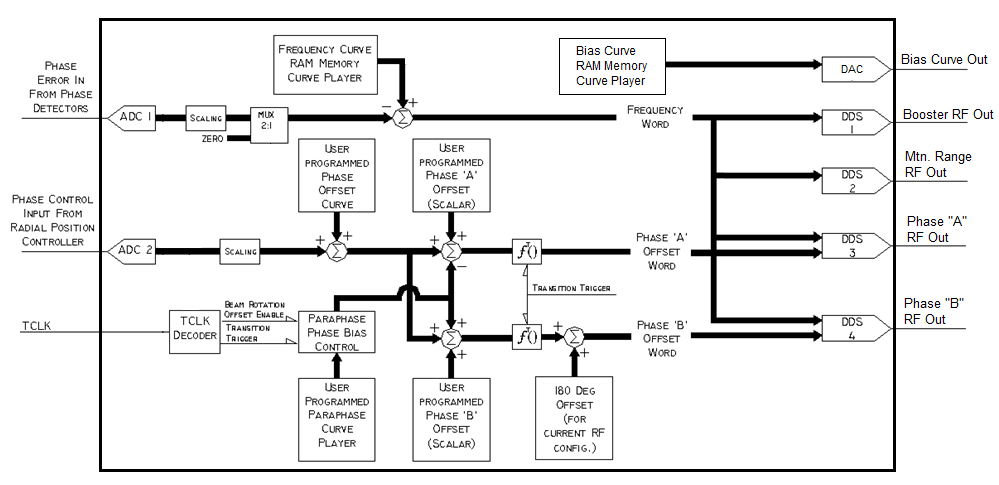 Phase
Error In
From Phase
Detectors
ADC 1
Scaling
MUX
2:1
ZERO
Frequency Curve
RAM Memory
Curve Player
−
+
Σ
Bias Curve
RAM Memory
Curve Player
DAC
Bias Curve Out
Frequency
Word
DDS
1
Booster RF Out
DDS
2
Mtn. Range
RF Out
User
programmed
Phase
Offset
Curve
User
programmed
Phase 'A'
Offset
(Scalar)
Phase Control
Input From
Radial Position
Controller
ADC 2
Scaling
+
+
Σ
+
+
−
Σ
f()
Phase 'A'
Offset
Word
DDS
3
Phase "A"
RF Out
Transition Trigger
TCLK
TCLK
Decoder
Beam Rotation
Offset Enable
Transition
Trigger
Paraphase
Phase Bias
Control
+
+
+
Σ
f()
+
+
Σ
Phase 'B'
Offset
Word
DDS
4
Phase "B"
RF Out
User
Programmed
Paraphase
Curve
Player
User
programmed
Phase 'B'
Offset
(Scalar)
180 Deg
Offset
(for
current RF
config.)